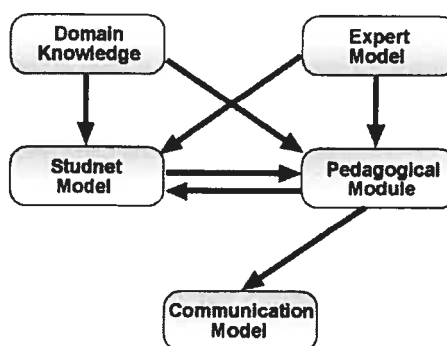 Domain
Knowledge
Expert
Model
Studnet
Model
Pedagogical
Module
Communication
Model